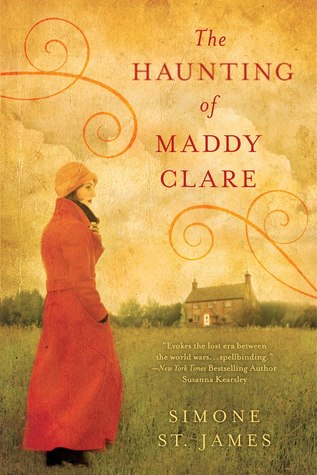 The
HAUNTING
of
MADDY
CLARE
"Evokes the lost era between
the world wars...spellbinding."
—New York Times Bestselling Author
Susanna Kearsley
SIMONE
ST. JAMES